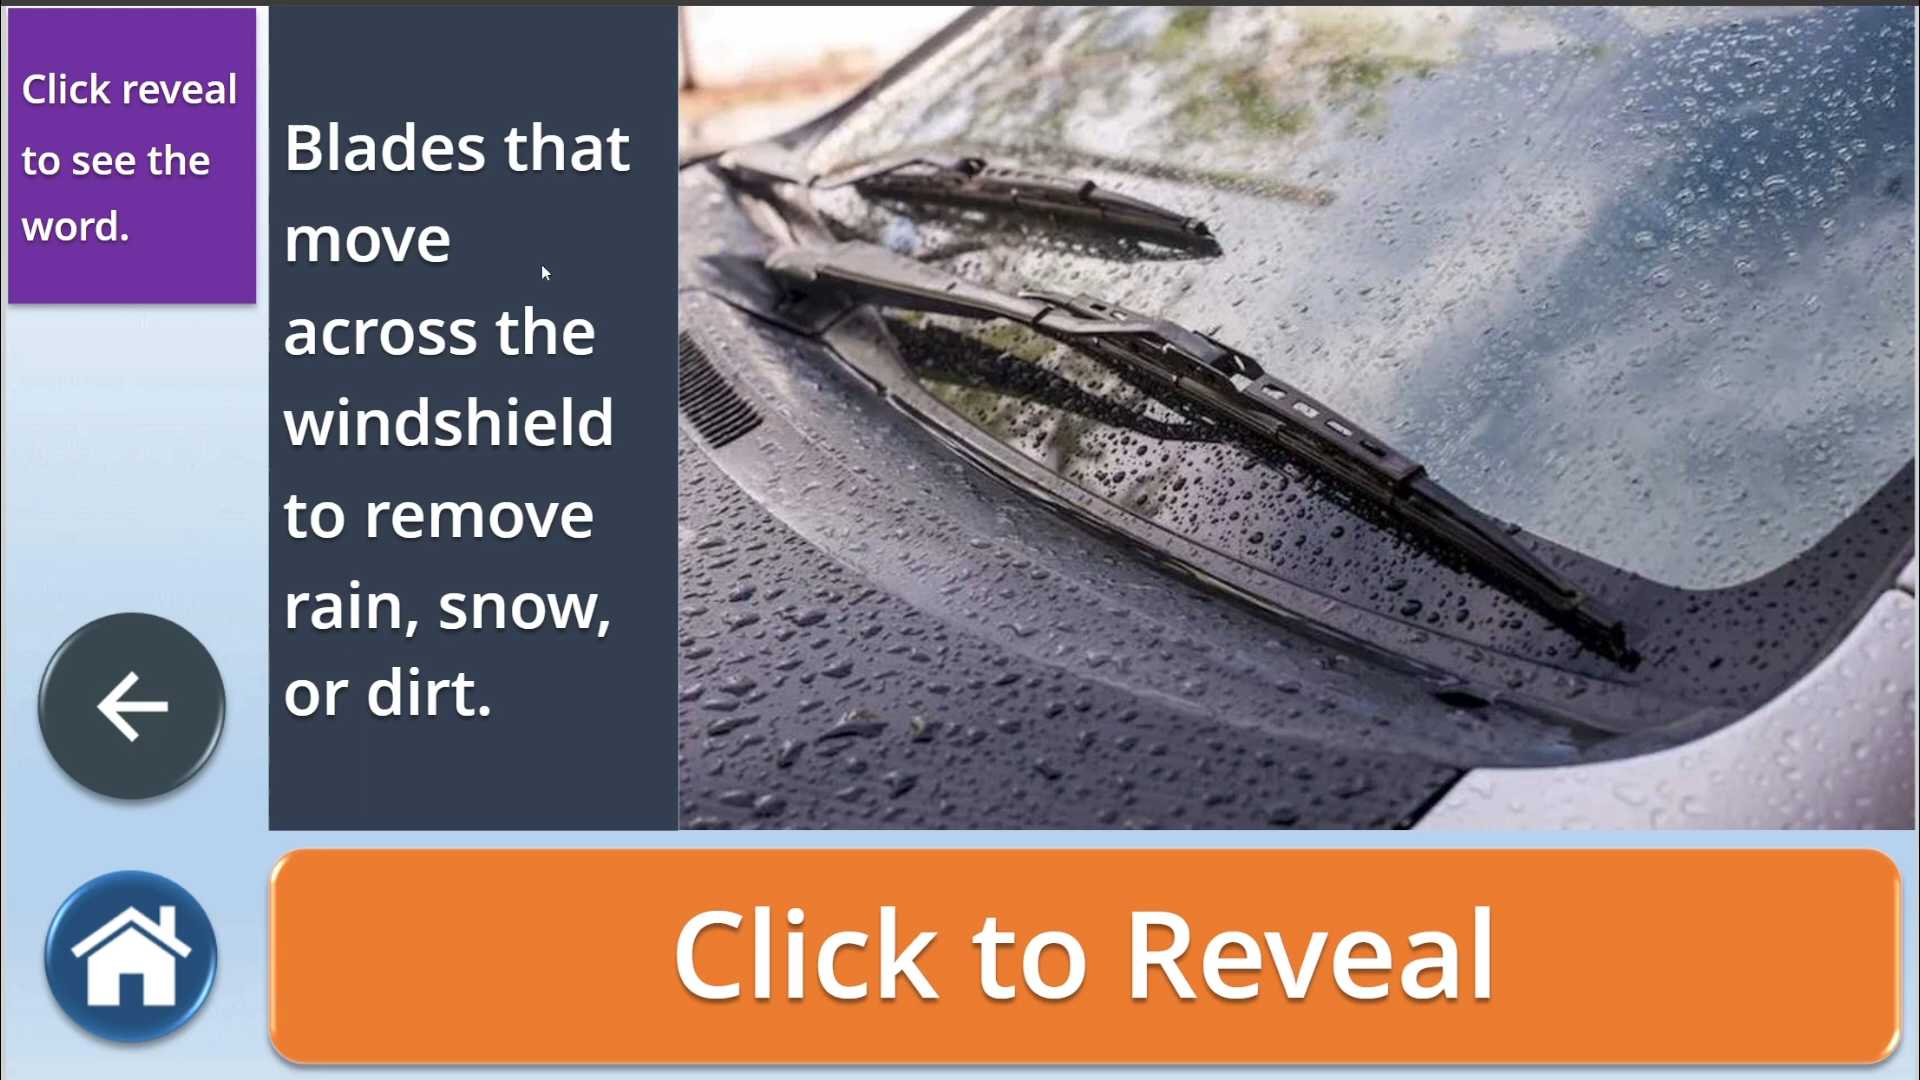 Click reveal
to see the
word.
Blades that
move
across the
windshield
to remove
rain, snow,
or dirt.
Click to Reveal